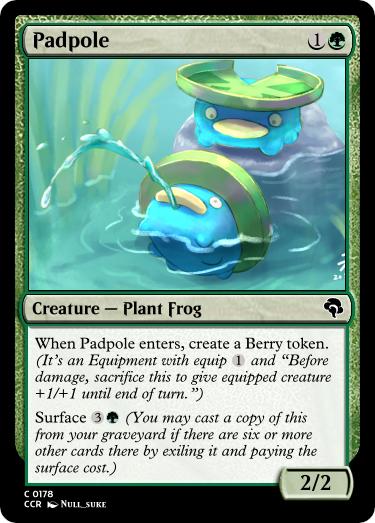 Padpole 1
Creature — Plant Frog
When Padpole enters, create a Berry token.
(It's an Equipment with equip 1 and “Before
damage, sacrifice this to give equipped creature
+1/+1 until end of turn.”)
Surface 3 (You may cast a copy of this
from your graveyard if there are six or more
other cards there by exiling it and paying the
surface cost.)
2/2
C 0178
CCR NULL_SUKE